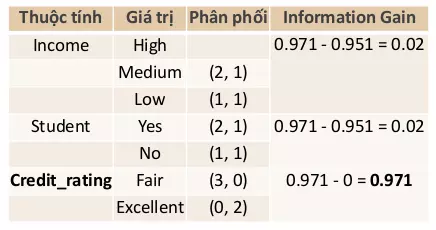 Thuộc tính Giá trị Phân phối Information Gain
Income High 0.971 - 0.951 = 0.02
Medium (2, 1)
Low (1, 1)
Student Yes (2, 1) 0.971 - 0.951 = 0.02
No (1, 1)
Credit_rating Fair (3, 0) 0.971 - 0 = 0.971
Excellent (0, 2)